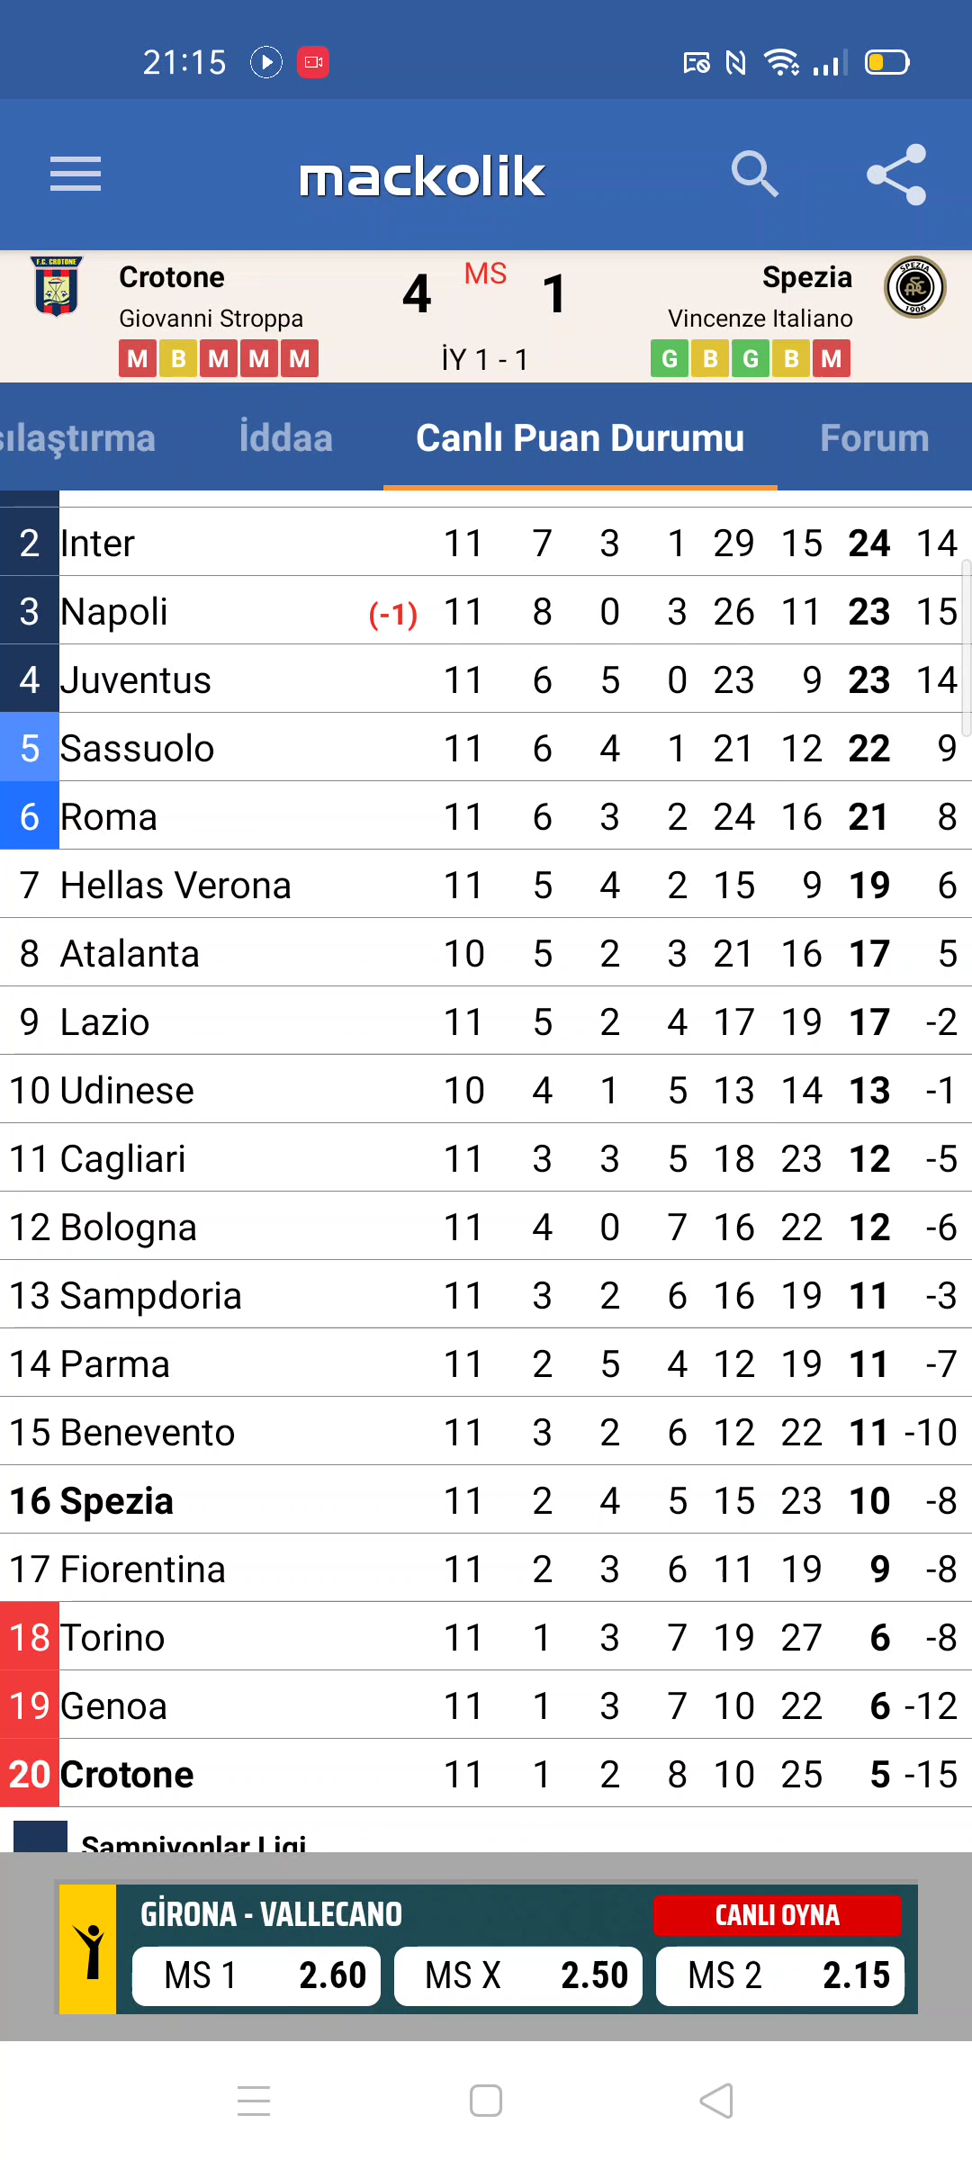 21:15
mackolik
F.C. CROTONE
Crotone 4 MS 1 Spezia
SPEZIA
1906
Giovanni Stroppa Vincenze Italiano
M B M M M İY 1 - 1 G B G B M
sılaştırma İddaa Canlı Puan Durumu Forum
2 Inter 11 7 3 1 29 15 24 14
3 Napoli (-1) 11 8 0 3 26 11 23 15
4 Juventus 11 6 5 0 23 9 23 14
5 Sassuolo 11 6 4 1 21 12 22 9
6 Roma 11 6 3 2 24 16 21 8
7 Hellas Verona 11 5 4 2 15 9 19 6
8 Atalanta 10 5 2 3 21 16 17 5
9 Lazio 11 5 2 4 17 19 17 -2
10 Udinese 10 4 1 5 13 14 13 -1
11 Cagliari 11 3 3 5 18 23 12 -5
12 Bologna 11 4 0 7 16 22 12 -6
13 Sampdoria 11 3 2 6 16 19 11 -3
14 Parma 11 2 5 4 12 19 11 -7
15 Benevento 11 3 2 6 12 22 11 -10
16 Spezia 11 2 4 5 15 23 10 -8
17 Fiorentina 11 2 3 6 11 19 9 -8
18 Torino 11 1 3 7 19 27 6 -8
19 Genoa 11 1 3 7 10 22 6 -12
20 Crotone 11 1 2 8 10 25 5 -15
Şampiyonlar Ligi
GİRONA - VALLECANO CANLI OYNA
MS 1 2.60 MS X 2.50 MS 2 2.15